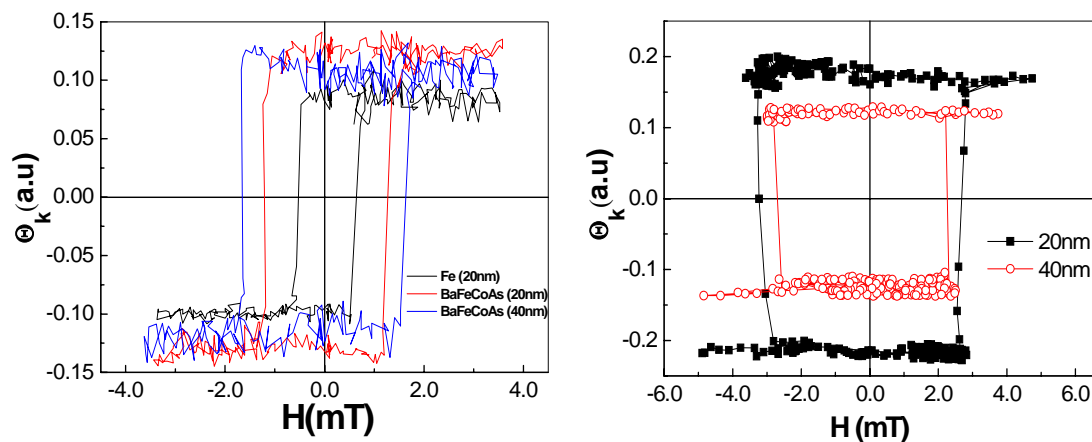 0.15
0.10
0.05
0.00
-0.05
-0.10
-0.15
Θk(a.u)
Fe (20nm)
BaFeCoAs (20nm)
BaFeCoAs (40nm)
-4.0 -2.0 0.0 2.0 4.0
H(mT)
0.2
0.1
0.0
-0.1
-0.2
Θk(a.u)
20nm
40nm
-6.0 -4.0 -2.0 0.0 2.0 4.0 6.0
H (mT)